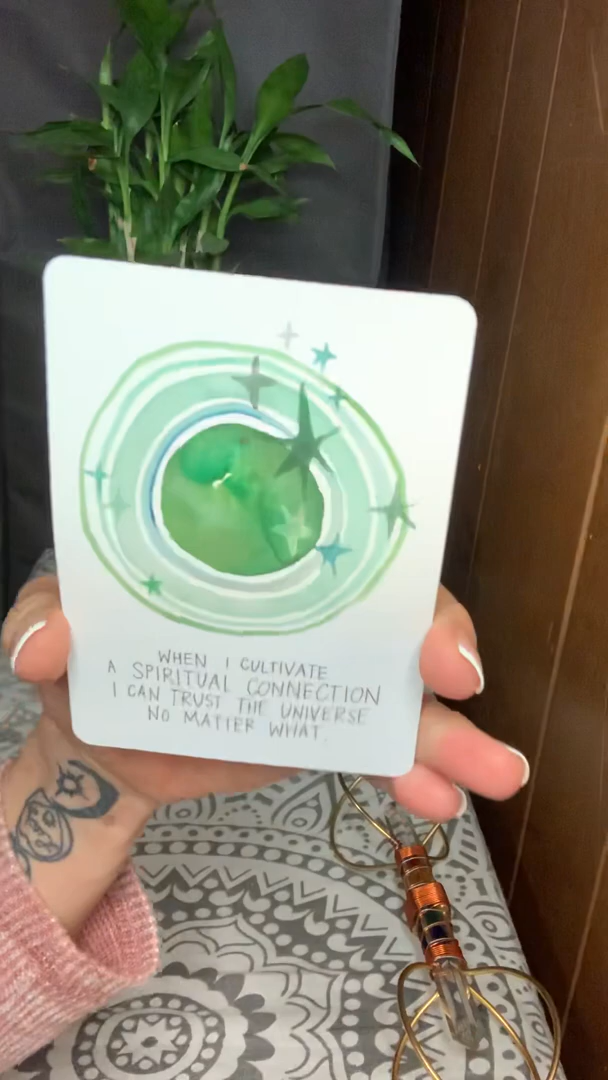 WHEN I CULTIVATE
A SPIRITUAL CONNECTION
I CAN TRUST THE UNIVERSE
NO MATTER WHAT.